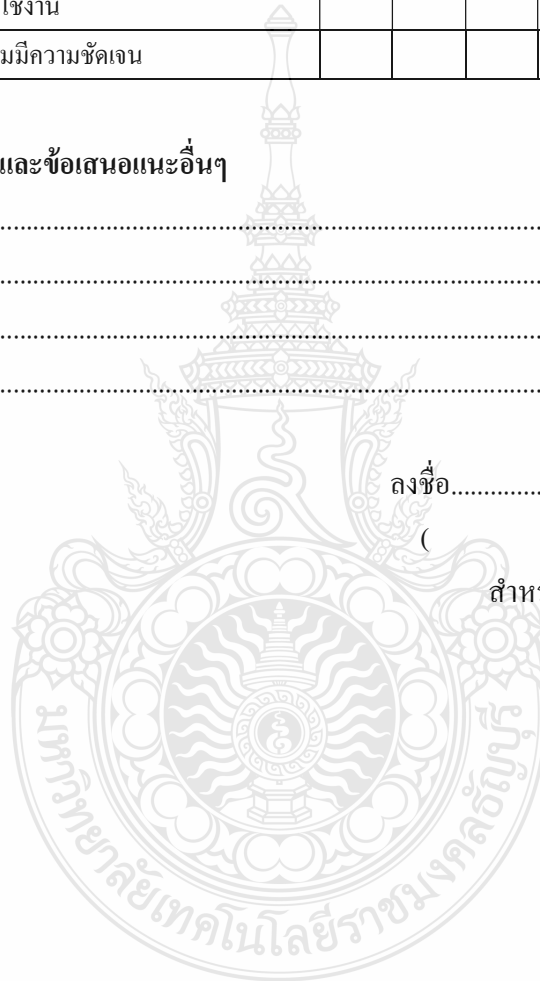 ใช้งาน
มมีความชัดเจน
และข้อเสนอแนะอื่นๆ
................................................................................
................................................................................
................................................................................
................................................................................
ลงชื่อ..............
(
สำห
มหาวิทยาลัยเทคโนโลยีราชมงคลธัญบุรี